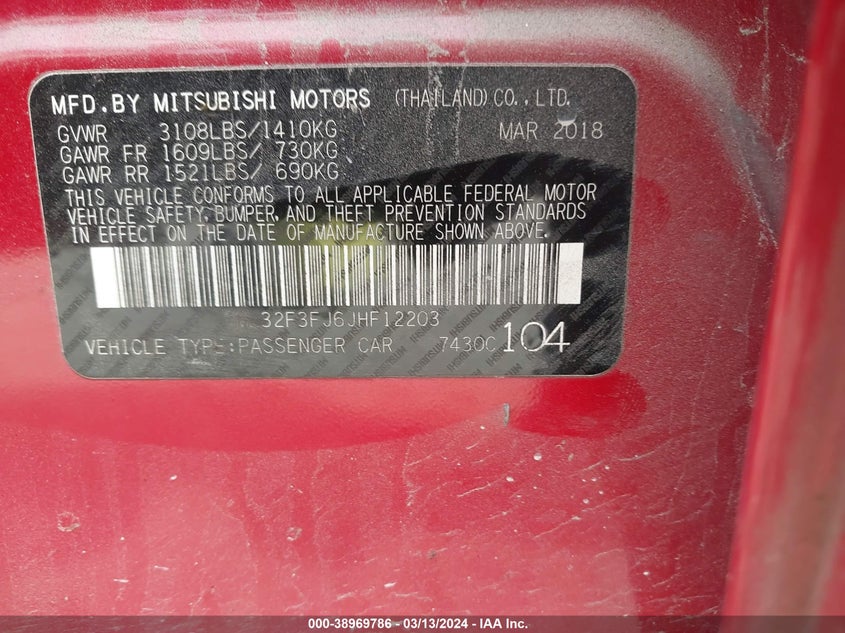 MFD.BY MITSUBISHI MOTORS (THAILAND) CO., LTD.
GVWR 3108LBS/1410KG MAR 2018
GAWR FR 1609LBS/ 730KG
GAWR RR 1521LBS/ 690KG
THIS VEHICLE CONFORMS TO ALL APPLICABLE FEDERAL MOTOR
VEHICLE SAFETY, BUMPER, AND THEFT PREVENTION STANDARDS
IN EFFECT ON THE DATE OF MANUFACTURE SHOWN ABOVE.
32F3FJ6JHF12203
VEHICLE TYPE:PASSENGER CAR 7430C 104
000-38969786 - 03/13/2024 - IAA Inc.